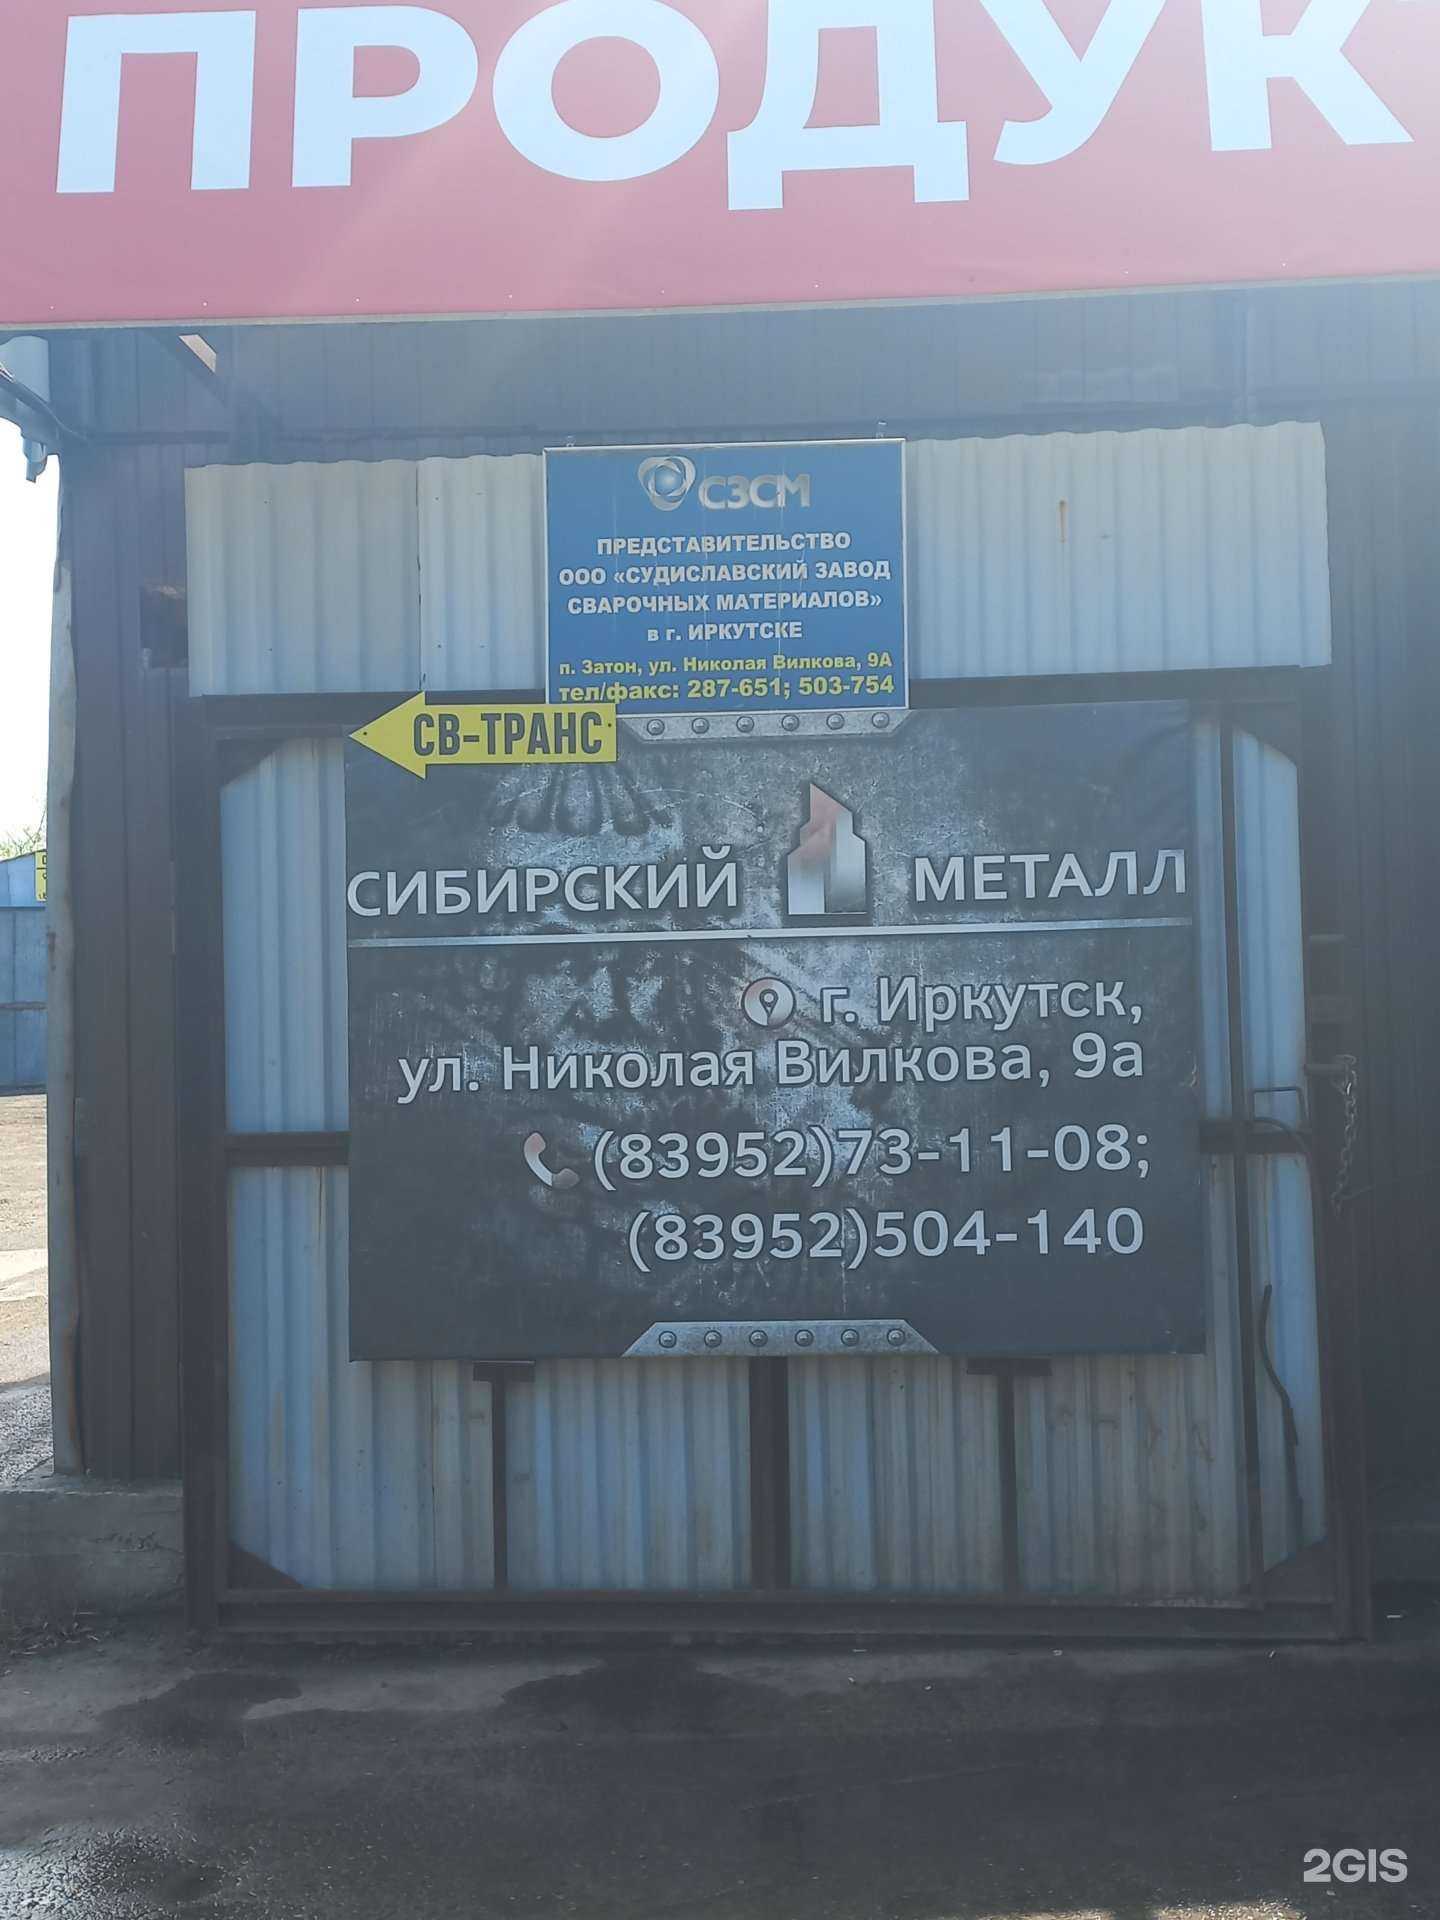 ПРОДУК
СЗСМ
ПРЕДСТАВИТЕЛЬСТВО
ООО «СУДИСЛАВСКИЙ ЗАВОД
СВАРОЧНЫХ МАТЕРИАЛОВ»
в г. ИРКУТСКЕ
п. Затон, ул. Николая Вилкова, 9А
тел/факс: 287-651; 503-754
СВ-ТРАНС
СИБИРСКИЙ МЕТАЛЛ
г. Иркутск,
ул. Николая Вилкова, 9а
(83952)73-11-08;
(83952)504-140
2GIS